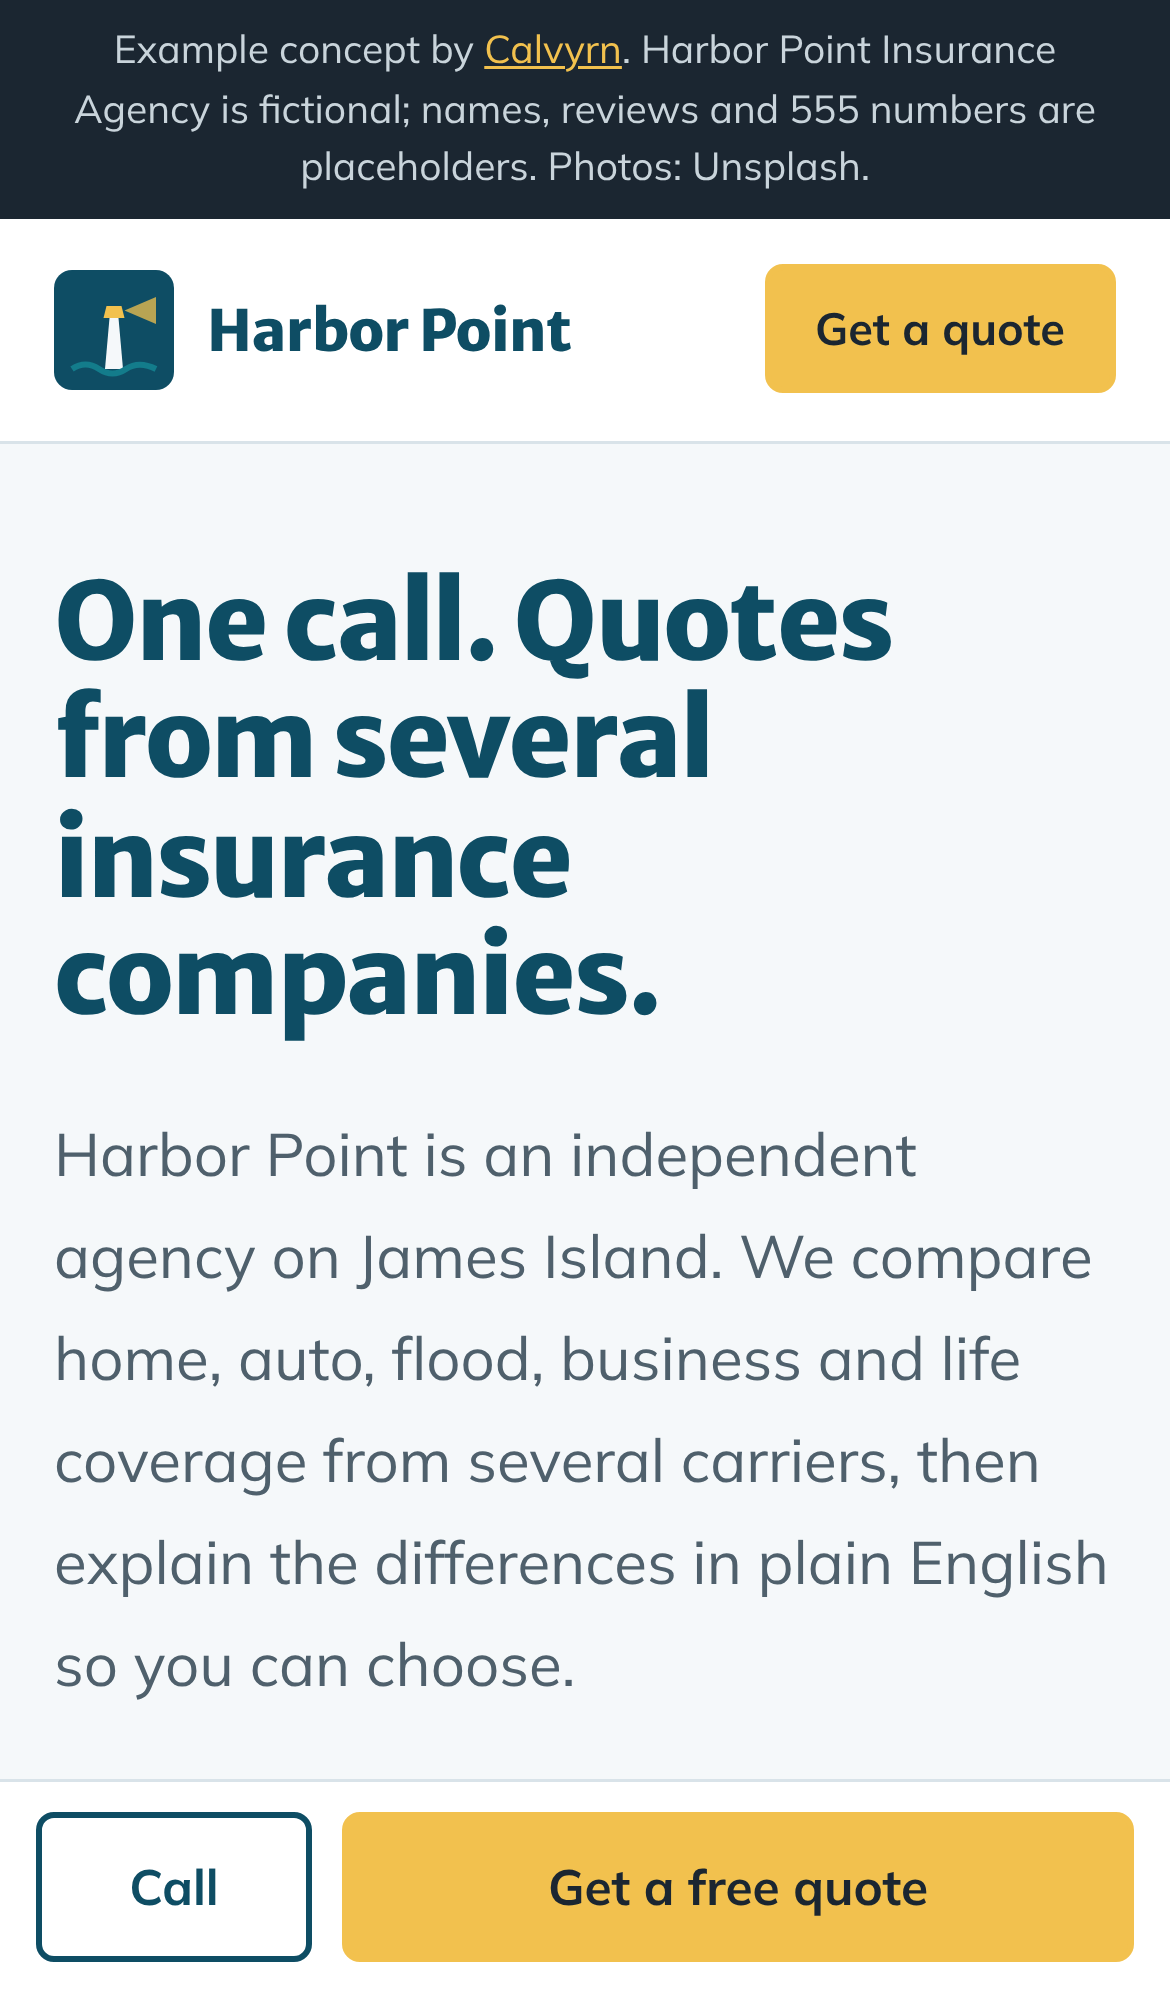 Example concept by Calvyrn. Harbor Point Insurance
Agency is fictional; names, reviews and 555 numbers are
placeholders. Photos: Unsplash.
Harbor Point
Get a quote
One call. Quotes
from several
insurance
companies.
Harbor Point is an independent
agency on James Island. We compare
home, auto, flood, business and life
coverage from several carriers, then
explain the differences in plain English
so you can choose.
Call
Get a free quote